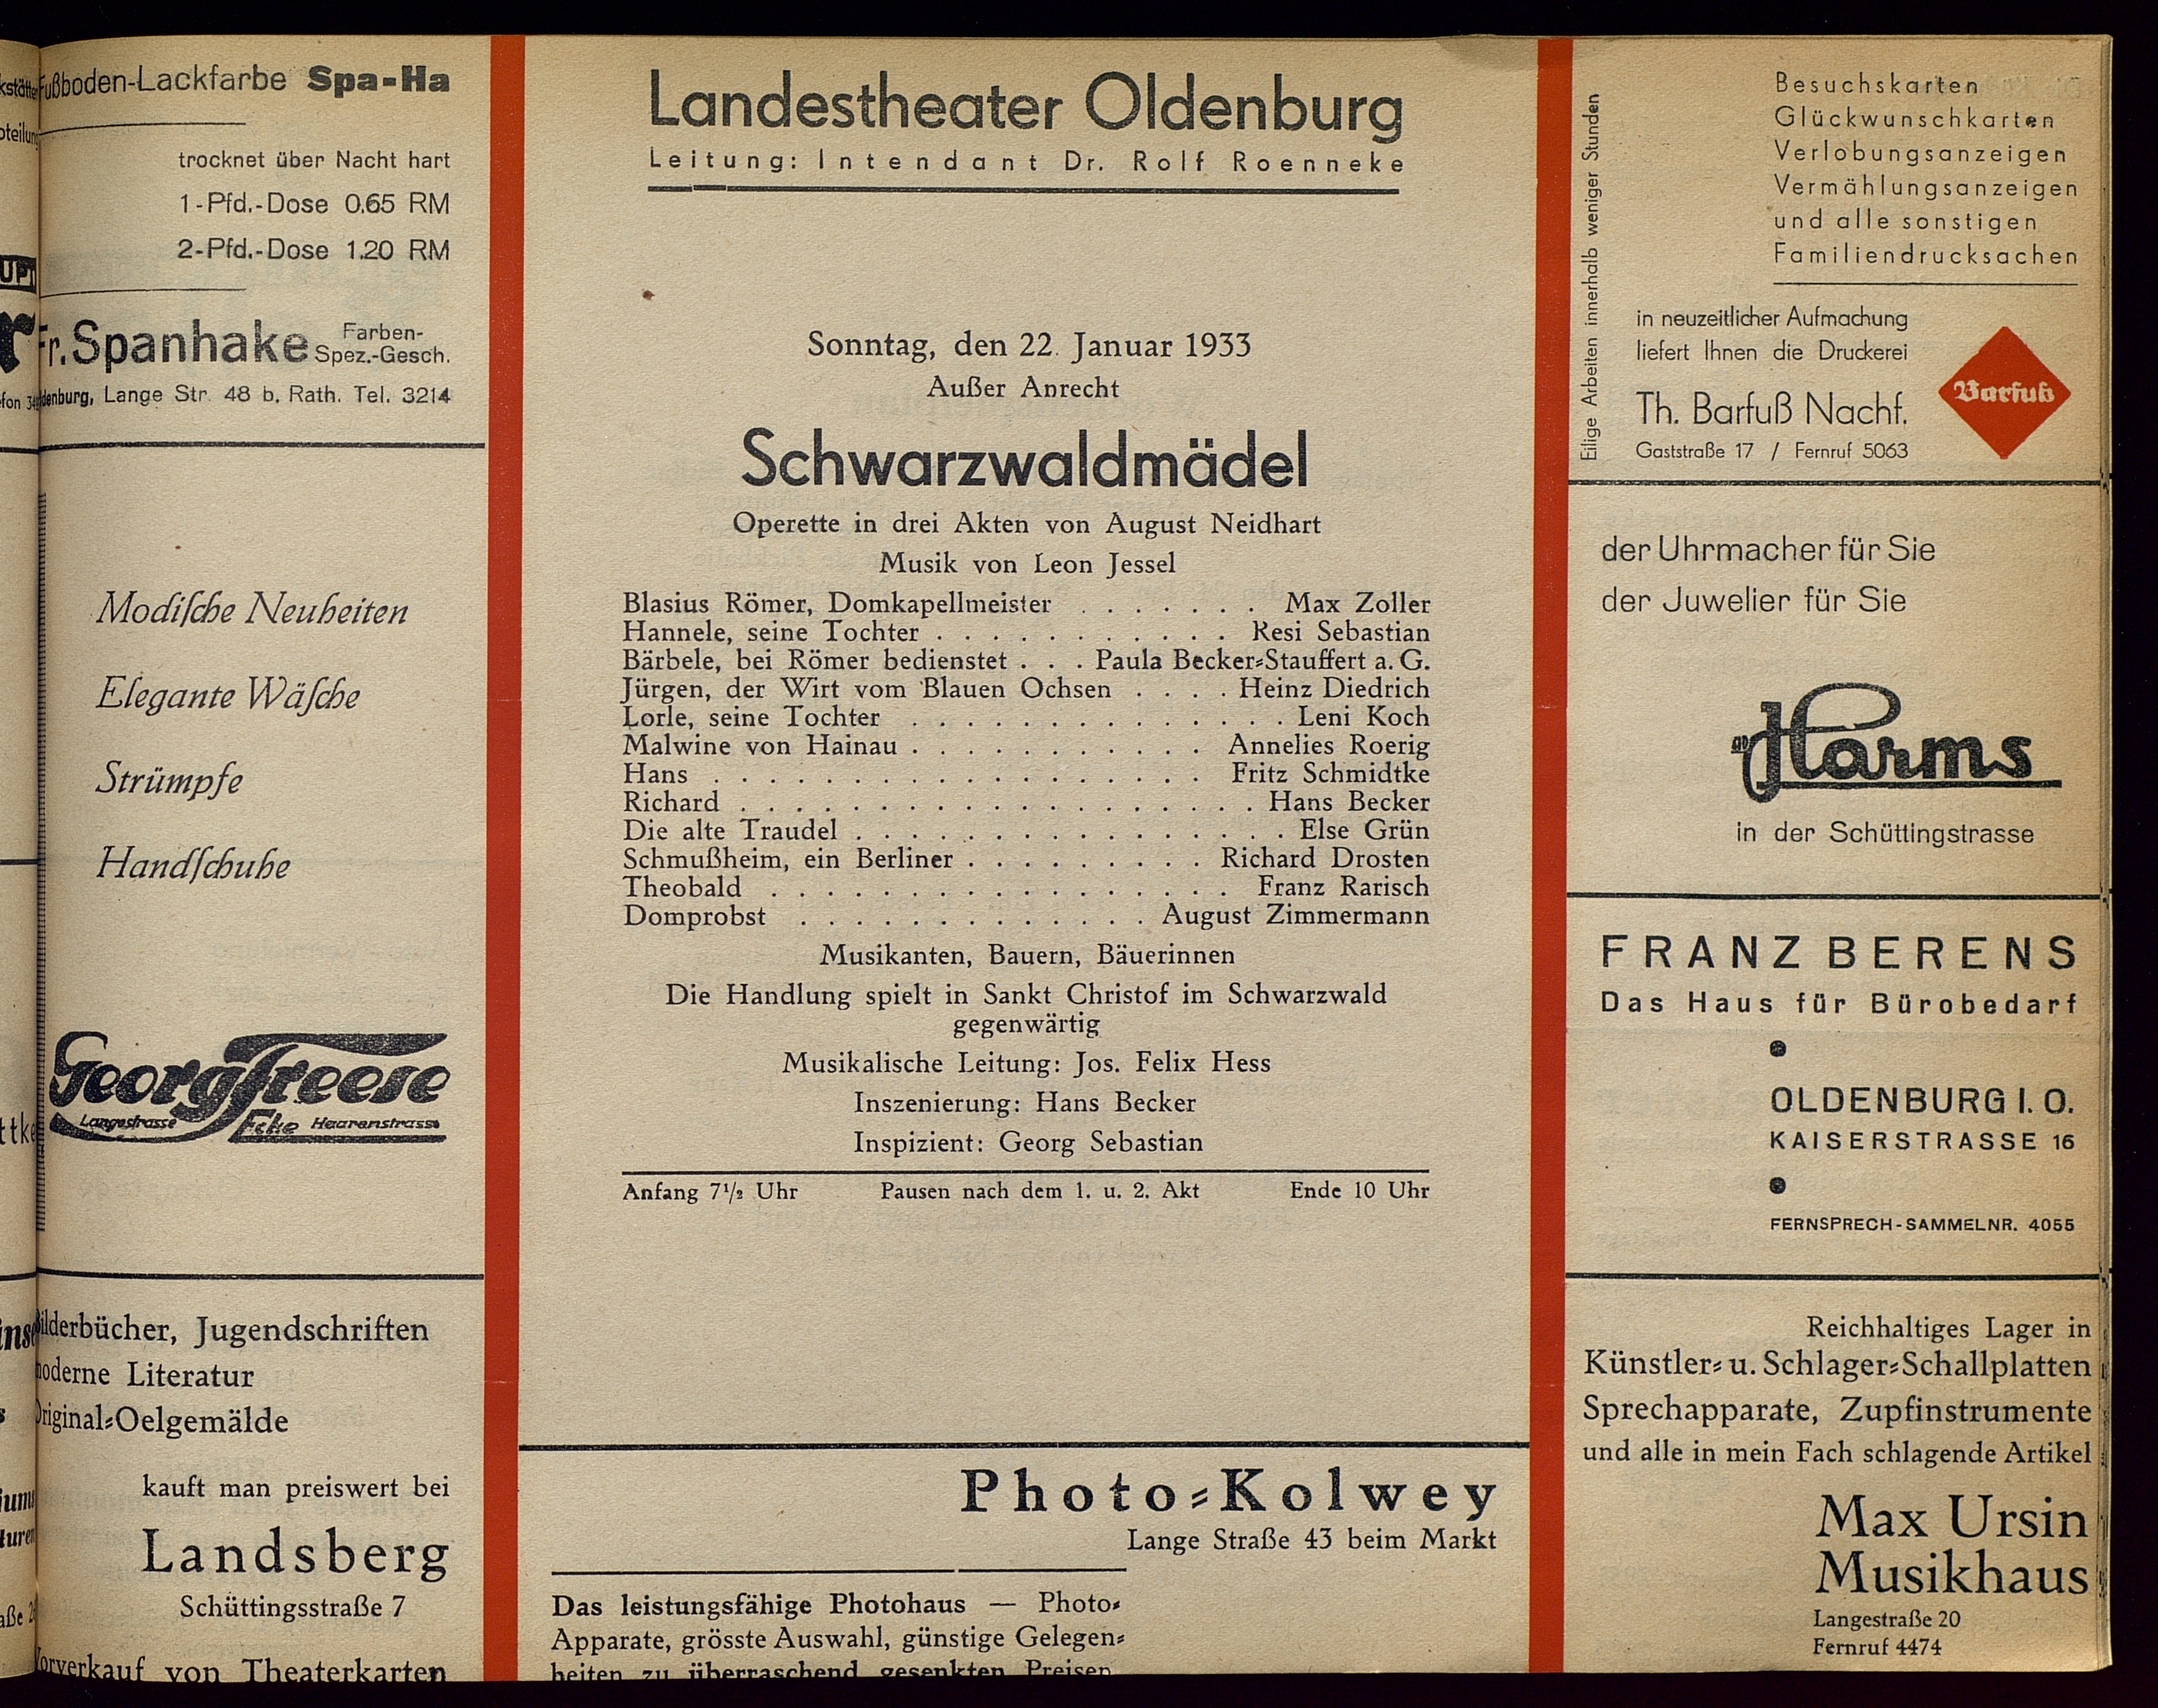 Fußboden-Lackfarbe Spa-Ha
trocknet über Nacht hart
1-Pfd.-Dose 0.65 RM
2-Pfd.-Dose 1.20 RM
Fr. Spanhake Farben-
Spez.-Gesch.
Lange Str. 48 b. Rath. Tel. 3214
Modische Neuheiten
Elegante Wäsche
Strümpfe
Handschuhe
Georg Freese
Langestrasse Ecke Haarenstrasse
Bilderbücher, Jugendschriften
moderne Literatur
Original-Oelgemälde
kauft man preiswert bei
Landsberg
Schüttingsstraße 7
Vorverkauf von Theaterkarten
Landestheater Oldenburg
Leitung: Intendant Dr. Rolf Roenneke
Sonntag, den 22. Januar 1933
Außer Anrecht
Schwarzwaldmädel
Operette in drei Akten von August Neidhart
Musik von Leon Jessel
Blasius Römer, Domkapellmeister . . . . . . . Max Zoller
Hannele, seine Tochter . . . . . . . . . . . Resi Sebastian
Bärbele, bei Römer bedienstet . . . Paula Becker-Stauffert a. G.
Jürgen, der Wirt vom Blauen Ochsen . . . . Heinz Diedrich
Lorle, seine Tochter . . . . . . . . . . . . . . Leni Koch
Malwine von Hainau . . . . . . . . . . . Annelies Roerig
Hans . . . . . . . . . . . . . . . . . . Fritz Schmidtke
Richard . . . . . . . . . . . . . . . . . . . Hans Becker
Die alte Traudel . . . . . . . . . . . . . . . . Else Grün
Schmußheim, ein Berliner . . . . . . . . . Richard Drosten
Theobald . . . . . . . . . . . . . . . . . Franz Rarisch
Domprobst . . . . . . . . . . . . . August Zimmermann
Musikanten, Bauern, Bäuerinnen
Die Handlung spielt in Sankt Christof im Schwarzwald
gegenwärtig
Musikalische Leitung: Jos. Felix Hess
Inszenierung: Hans Becker
Inspizient: Georg Sebastian
Anfang 7½ Uhr Pausen nach dem 1. u. 2. Akt Ende 10 Uhr
Photo-Kolwey
Lange Straße 43 beim Markt
Das leistungsfähige Photohaus — Photo-
Apparate, grösste Auswahl, günstige Gelegen-
heiten zu überraschend gesenkten Preisen
Eilige Arbeiten innerhalb weniger Stunden
Besuchskarten
Glückwunschkarten
Verlobungsanzeigen
Vermählungsanzeigen
und alle sonstigen
Familiendrucksachen
in neuzeitlicher Aufmachung
liefert Ihnen die Druckerei
Th. Barfuß Nachf.
Gaststraße 17 / Fernruf 5063
Barfuß
der Uhrmacher für Sie
der Juwelier für Sie
Harms
in der Schüttingstrasse
FRANZ BERENS
Das Haus für Bürobedarf
OLDENBURG I. O.
KAISERSTRASSE 16
FERNSPRECH-SAMMELNR. 4055
Reichhaltiges Lager in
Künstler- u. Schlager-Schallplatten
Sprechapparate, Zupfinstrumente
und alle in mein Fach schlagende Artikel
Max Ursin
Musikhaus
Langestraße 20
Fernruf 4474